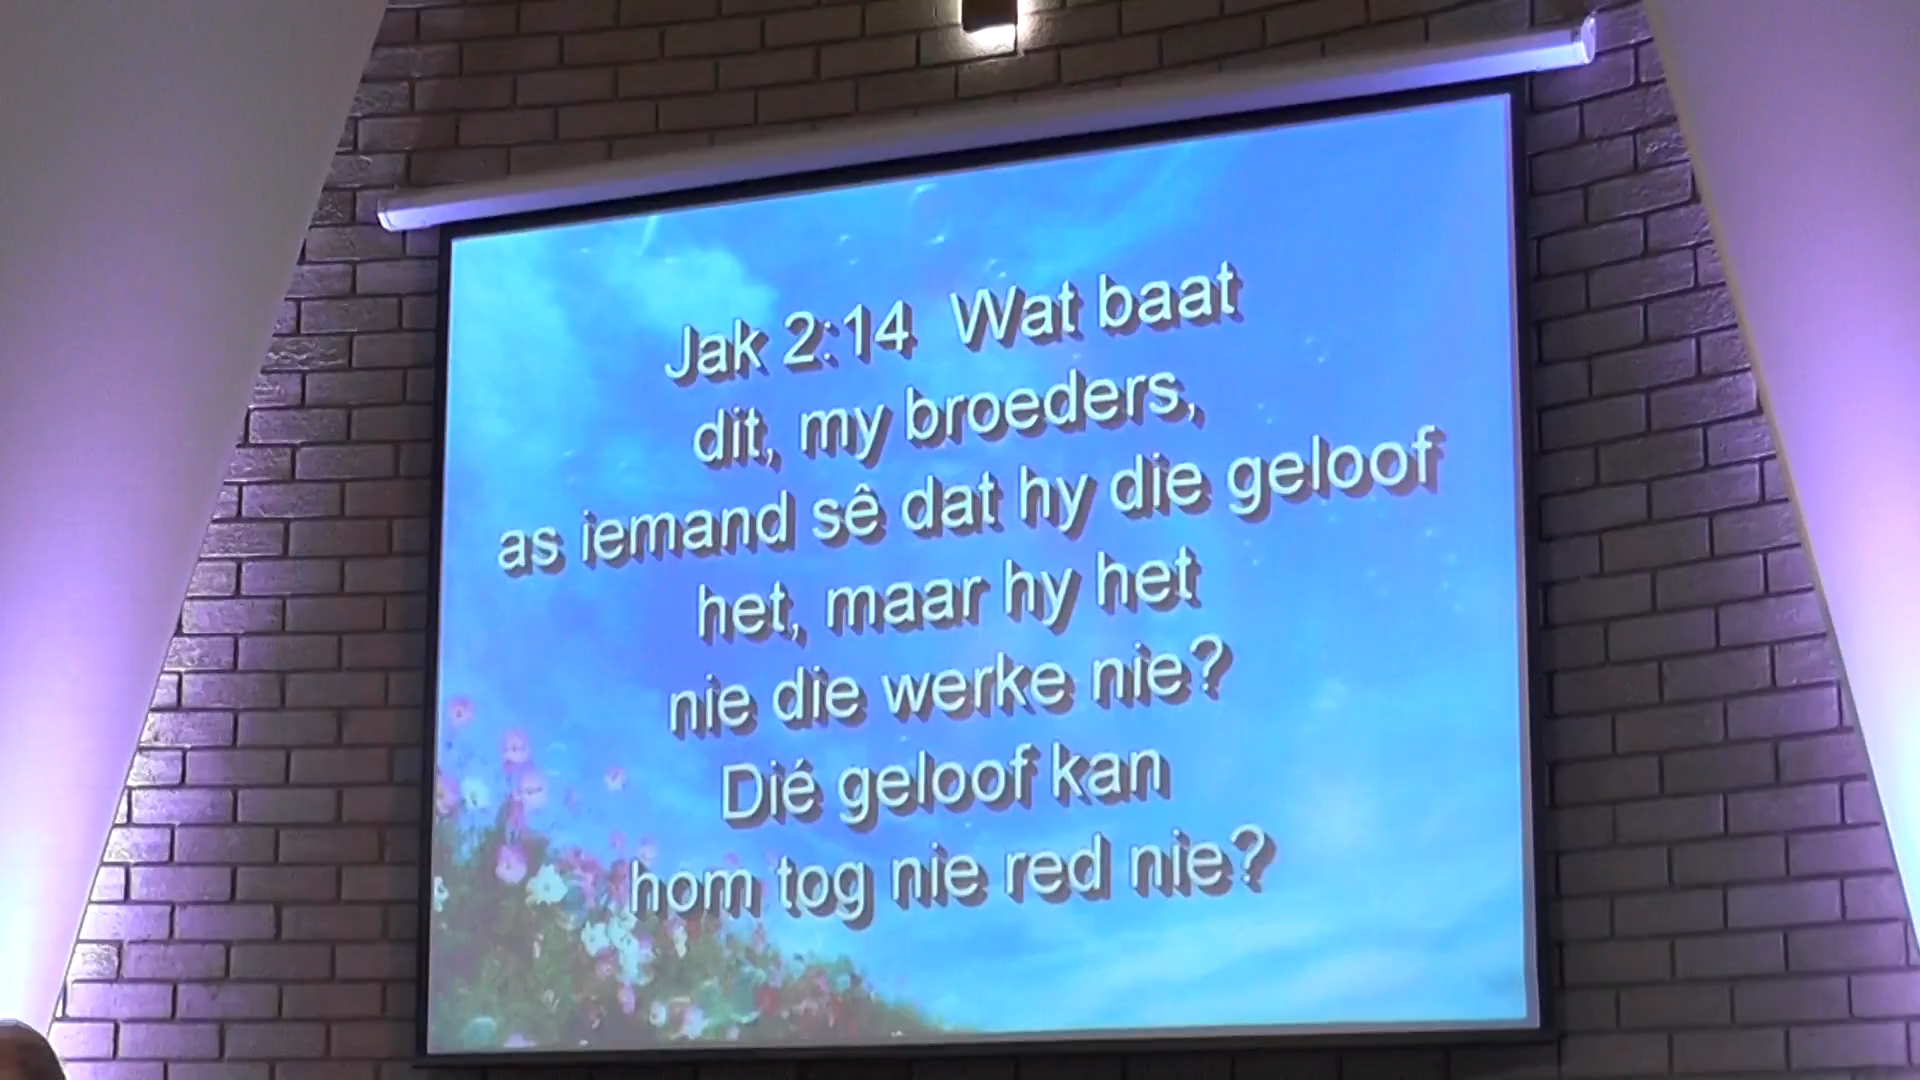 Jak 2:14 Wat baat
dit, my broeders,
as iemand sê dat hy die geloof
het, maar hy het
nie die werke nie?
Dié geloof kan
hom tog nie red nie?